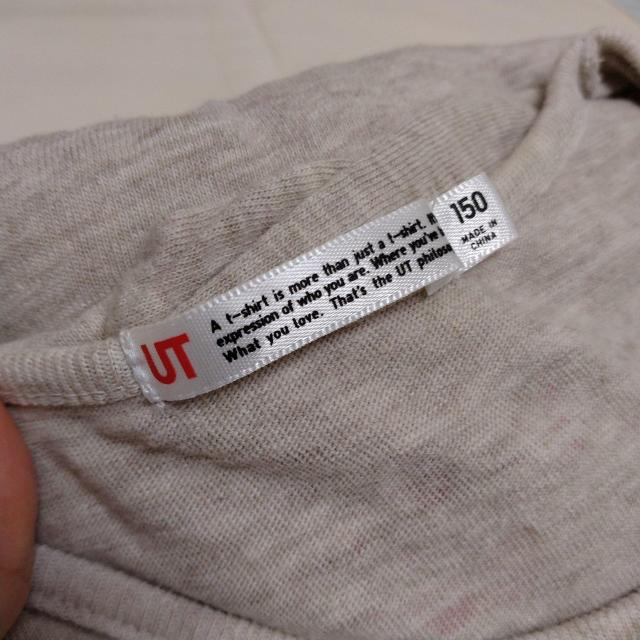 UT
A t-shirt is more than just a t-shirt
expression of who you are. Where you're
What you love. That's the UT
150
MADE IN
CHINA